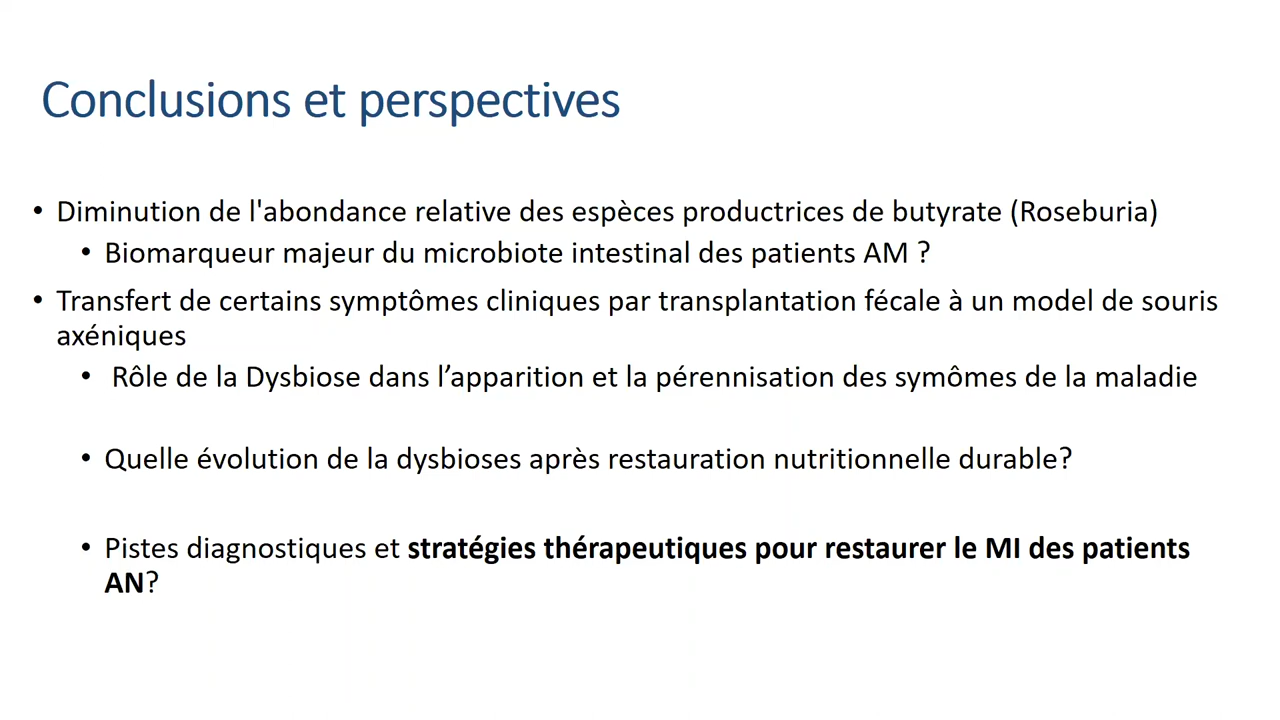 Conclusions et perspectives
• Diminution de l'abondance relative des espèces productrices de butyrate (Roseburia)
• Biomarqueur majeur du microbiote intestinal des patients AM ?
• Transfert de certains symptômes cliniques par transplantation fécale à un model de souris
axéniques
• Rôle de la Dysbiose dans l’apparition et la pérennisation des symômes de la maladie
• Quelle évolution de la dysbioses après restauration nutritionnelle durable?
• Pistes diagnostiques et stratégies thérapeutiques pour restaurer le MI des patients
AN?